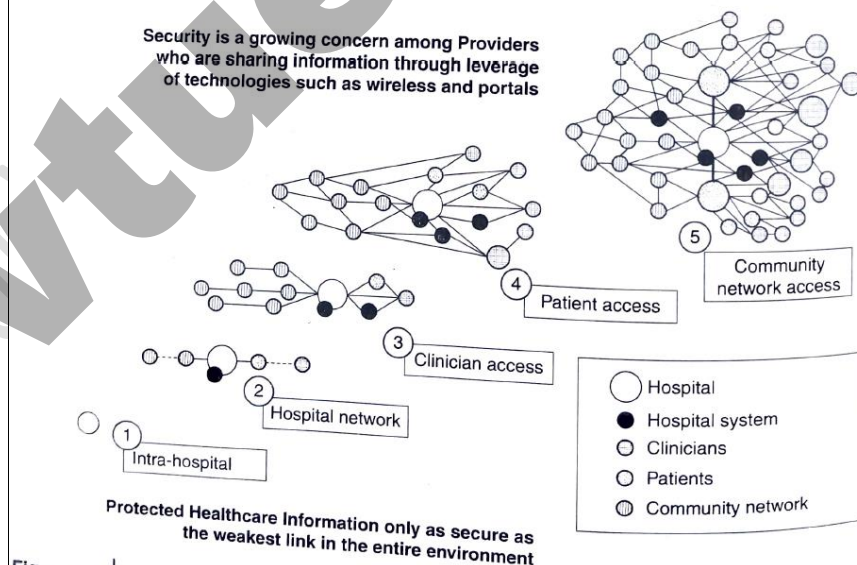 vtu
Security is a growing concern among Providers
who are sharing information through leverage
of technologies such as wireless and portals
5
Community
network access
4
Patient access
3
Clinician access
2
Hospital network
1
Intra-hospital
Hospital
Hospital system
Clinicians
Patients
Community network
Protected Healthcare Information only as secure as
the weakest link in the entire environment